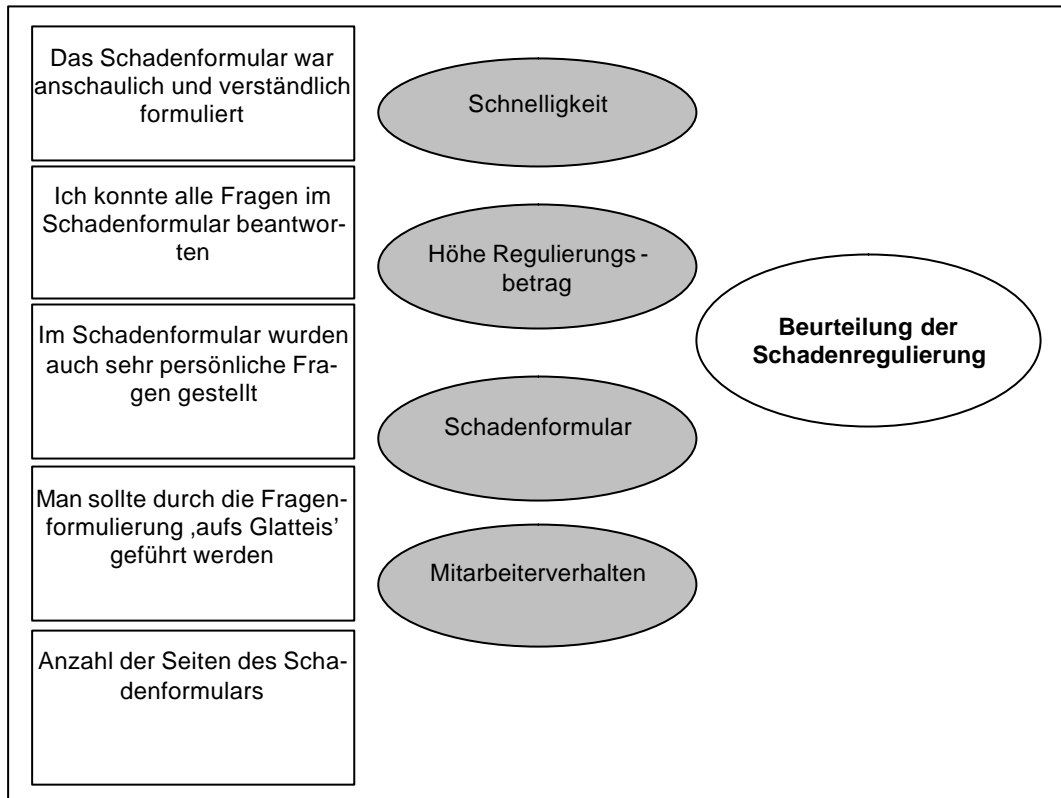 Das Schadenformular war
anschaulich und verständlich
formuliert
Ich konnte alle Fragen im
Schadenformular beantwor-
ten
Im Schadenformular wurden
auch sehr persönliche Fra-
gen gestellt
Man sollte durch die Fragen-
formulierung ‚aufs Glatteis’
geführt werden
Anzahl der Seiten des Scha-
denformulars
Schnelligkeit
Höhe Regulierungs-
betrag
Schadenformular
Mitarbeiterverhalten
Beurteilung der
Schadenregulierung